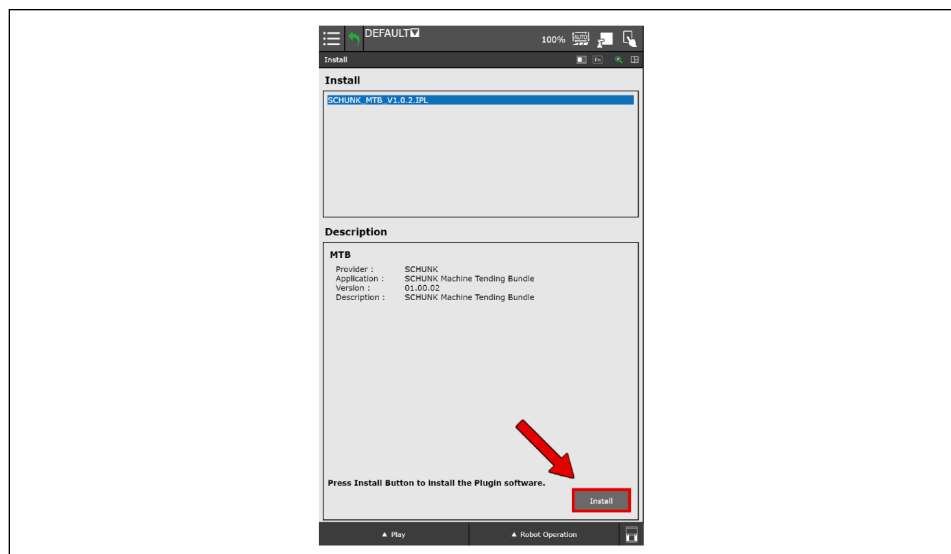 DEFAULT
100% AUTO
Install
Fn
Install
SCHUNK_MTB_V1.0.2.IPL
Description
MTB
Provider : SCHUNK
Application : SCHUNK Machine Tending Bundle
Version : 01.00.02
Description : SCHUNK Machine Tending Bundle
Press Install Button to install the Plugin software.
Install
▲ Play ▲ Robot Operation